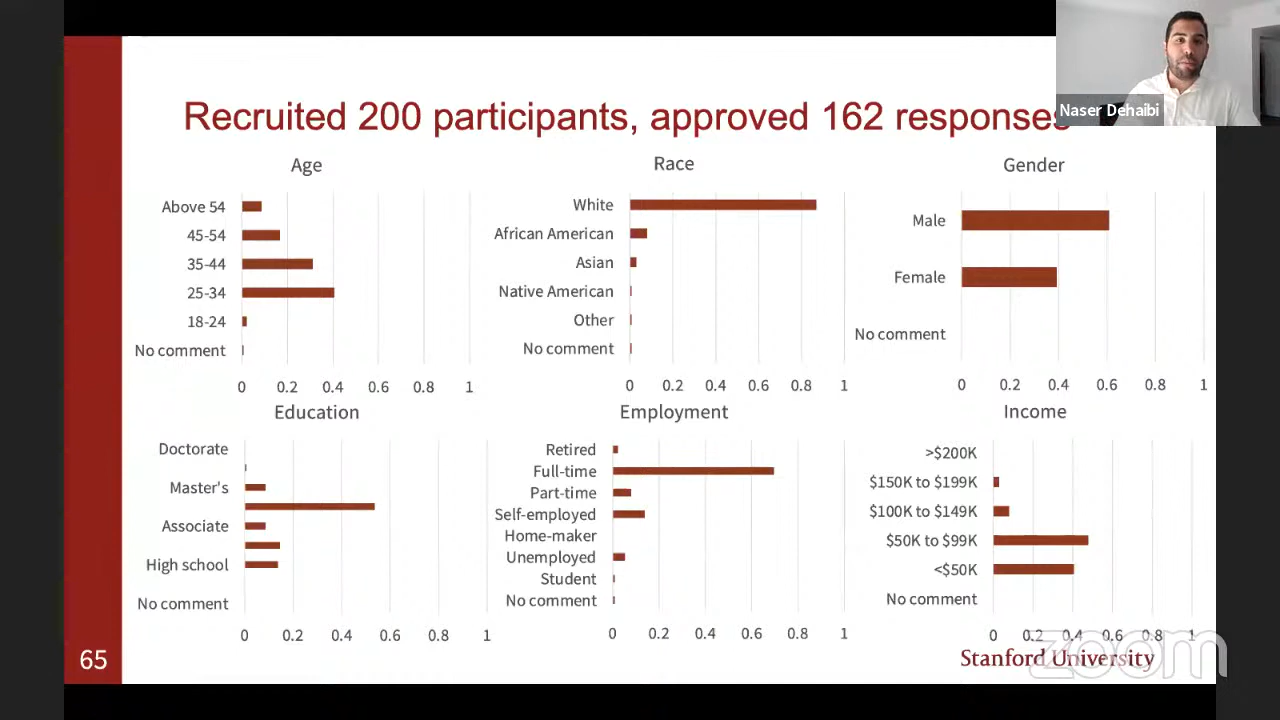 Naser Dehaibi
Recruited 200 participants, approved 162 responses
Age
Above 54
45-54
35-44
25-34
18-24
No comment
0 0.2 0.4 0.6 0.8 1
Race
White
African American
Asian
Native American
Other
No comment
0 0.2 0.4 0.6 0.8 1
Gender
Male
Female
No comment
0 0.2 0.4 0.6 0.8 1
Education
Doctorate
Master's
Associate
High school
No comment
0 0.2 0.4 0.6 0.8 1
Employment
Retired
Full-time
Part-time
Self-employed
Home-maker
Unemployed
Student
No comment
0 0.2 0.4 0.6 0.8 1
Income
>$200K
$150K to $199K
$100K to $149K
$50K to $99K
<$50K
No comment
0 0.2 0.4 0.6 0.8 1
65
Stanford University
zoom